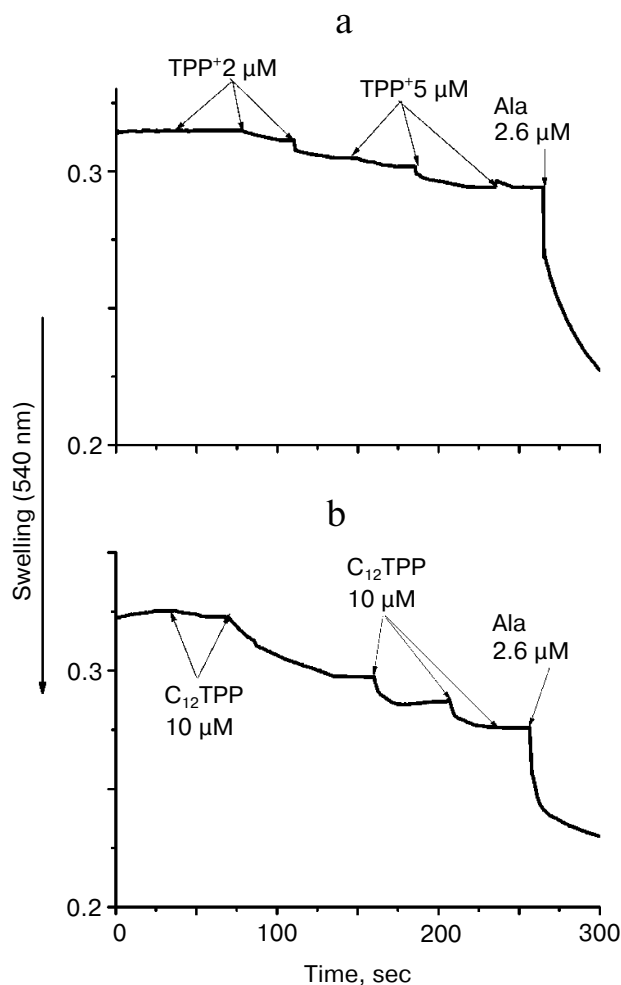 a
TPP⁺2 µM
TPP⁺5 µM
Ala
2.6 µM
0.3
0.2
Swelling (540 nm)
b
C₁₂TPP
10 µM
Ala
2.6 µM
0.3
C₁₂TPP
10 µM
0.2
0 100 200 300
Time, sec